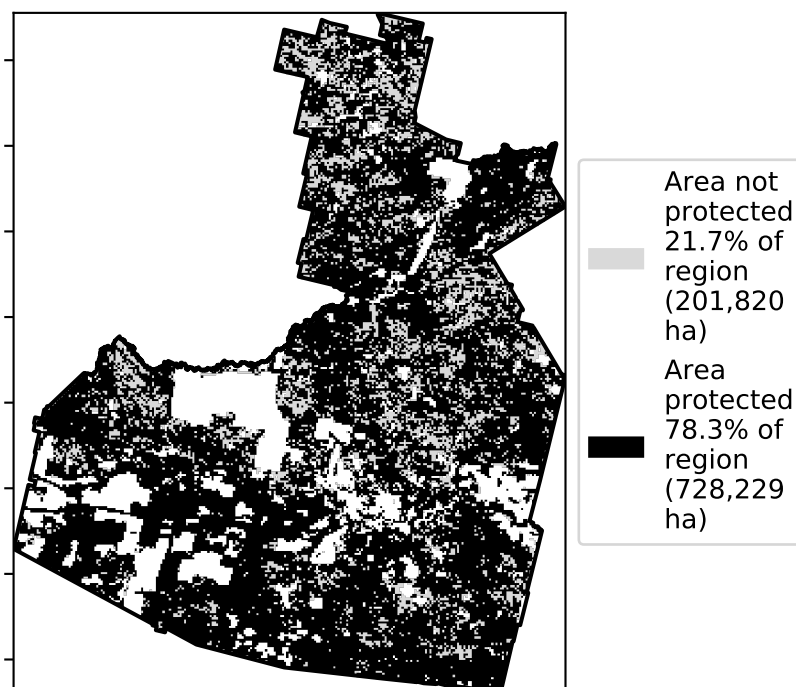 Area not
protected
21.7% of
region
(201,820
ha)
Area
protected
78.3% of
region
(728,229
ha)